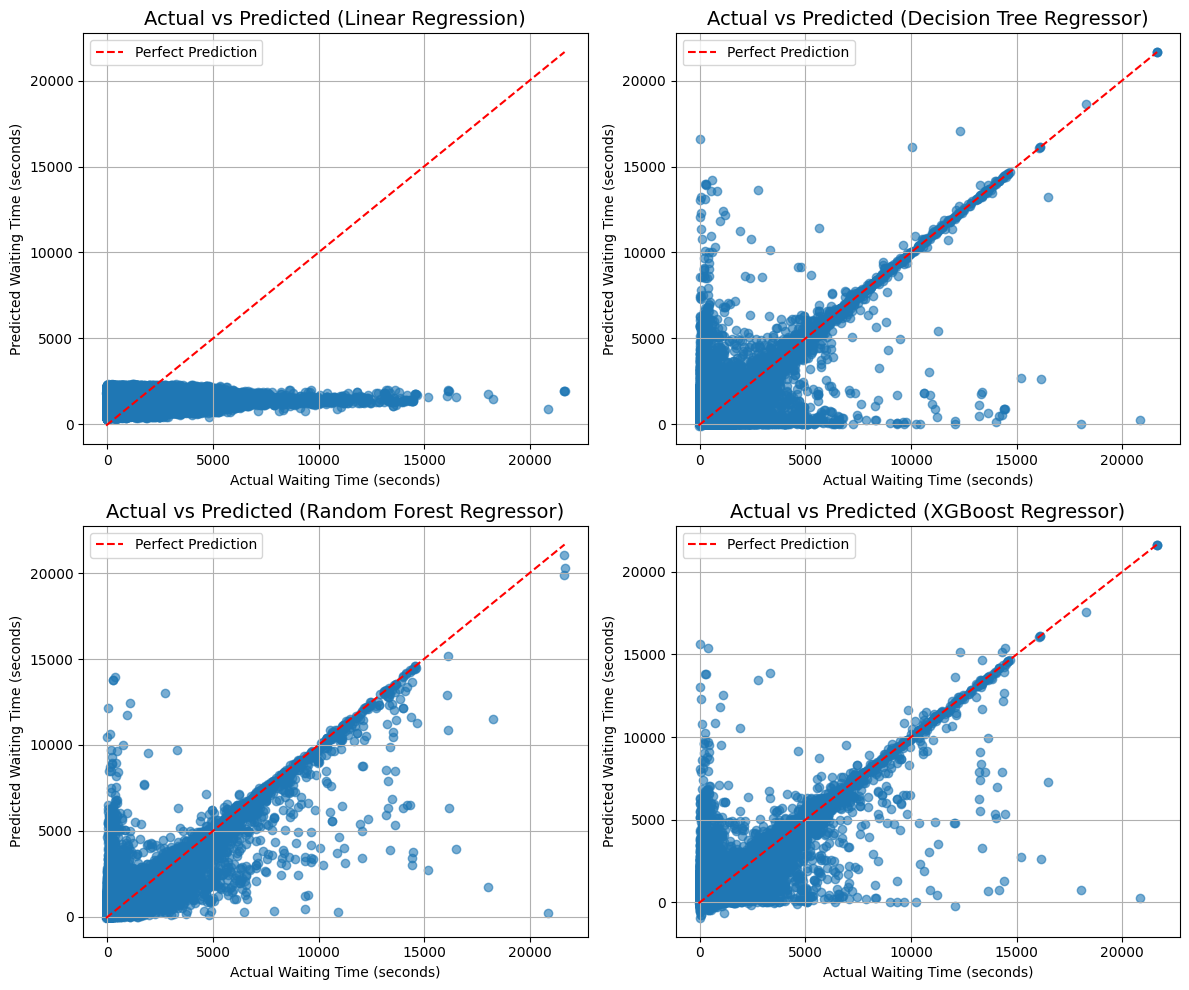 Actual vs Predicted (Linear Regression)
Perfect Prediction
20000
15000
10000
5000
0
Predicted Waiting Time (seconds)
0 5000 10000 15000 20000
Actual Waiting Time (seconds)
Actual vs Predicted (Decision Tree Regressor)
Perfect Prediction
20000
15000
10000
5000
0
Predicted Waiting Time (seconds)
0 5000 10000 15000 20000
Actual Waiting Time (seconds)
Actual vs Predicted (Random Forest Regressor)
Perfect Prediction
20000
15000
10000
5000
0
Predicted Waiting Time (seconds)
0 5000 10000 15000 20000
Actual Waiting Time (seconds)
Actual vs Predicted (XGBoost Regressor)
Perfect Prediction
20000
15000
10000
5000
0
Predicted Waiting Time (seconds)
0 5000 10000 15000 20000
Actual Waiting Time (seconds)